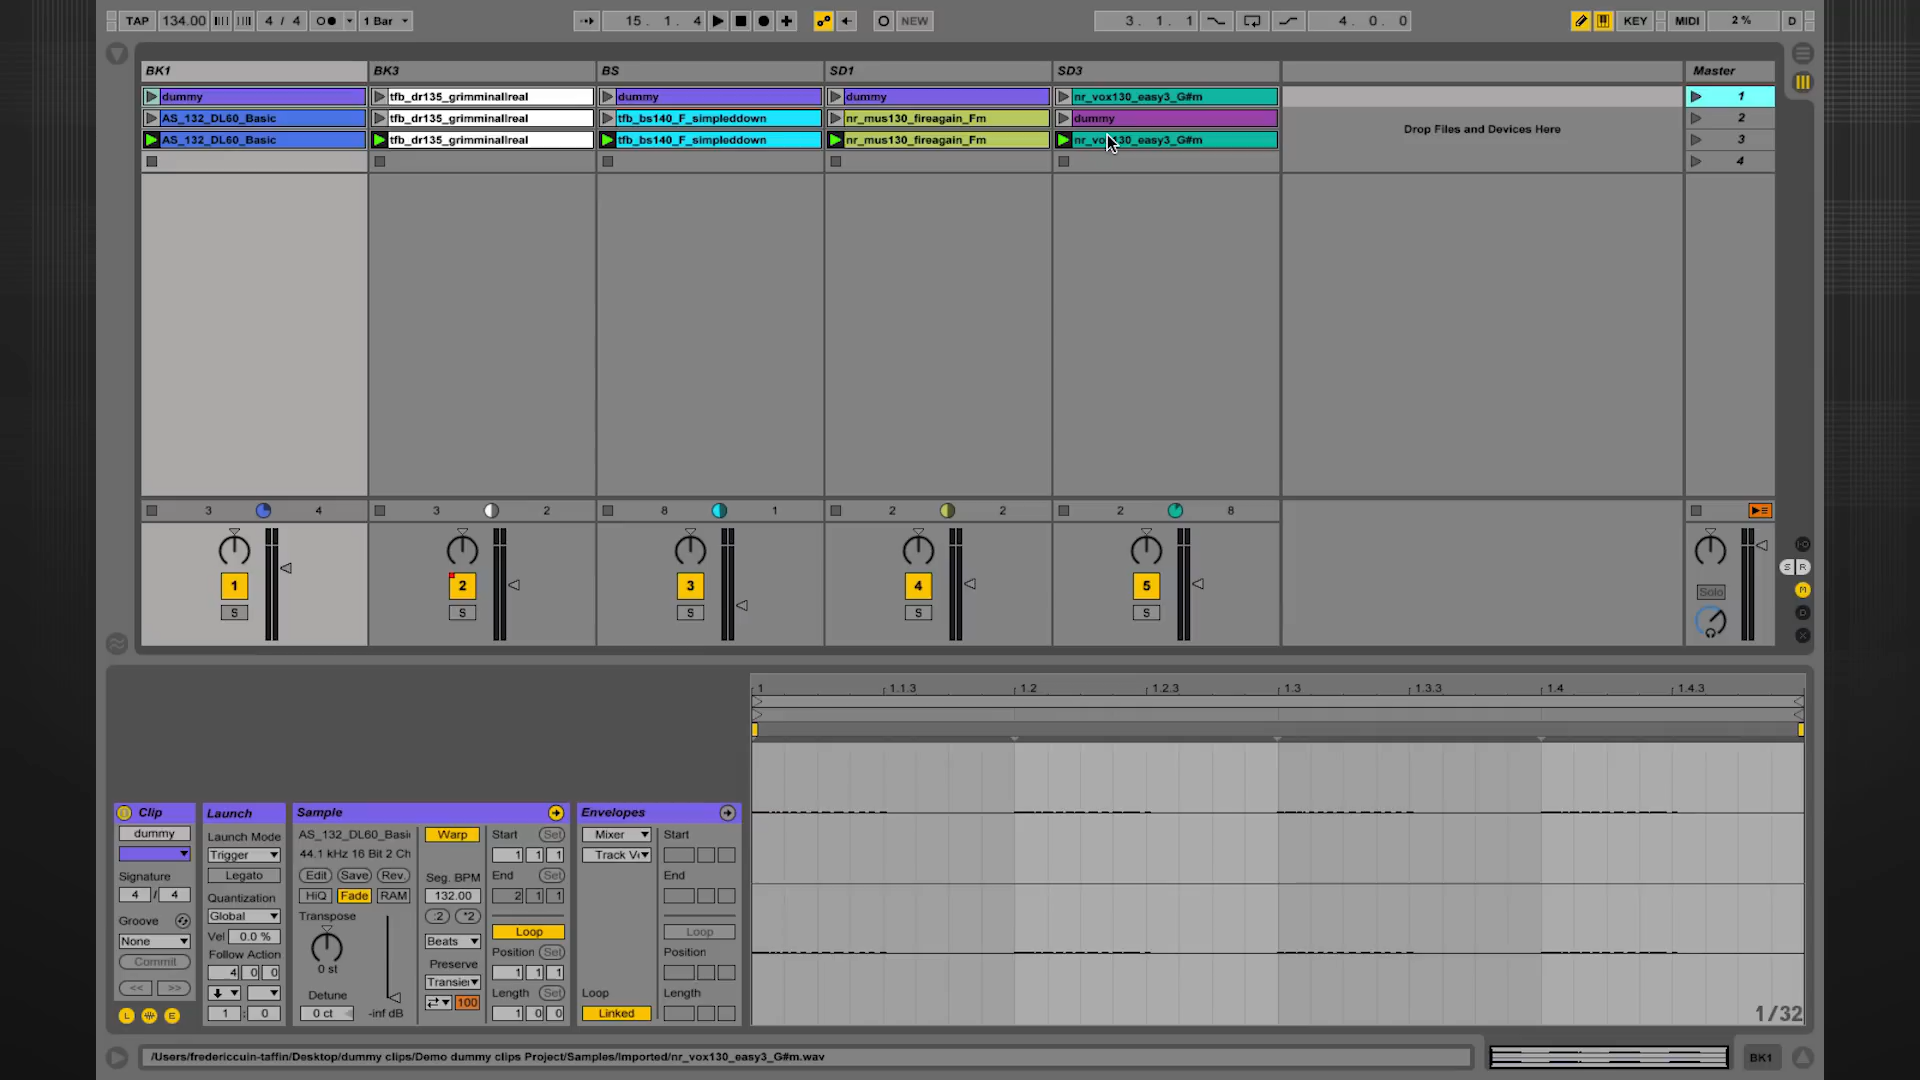 TAP 134.00 4 / 4 1 Bar 15 . 1 . 4 NEW 3 . 1 . 1 4 . 0 . 0 KEY MIDI 2 % D
BK1 BK3 BS SD1 SD3 Master
dummy tfb_dr135_grimminallreal dummy dummy nr_vox130_easy3_G#m 1
AS_132_DL60_Basic tfb_dr135_grimminallreal tfb_bs140_F_simpleddown nr_mus130_fireagain_Fm dummy 2
Drop Files and Devices Here
AS_132_DL60_Basic tfb_dr135_grimminallreal tfb_bs140_F_simpleddown nr_mus130_fireagain_Fm nr_vox130_easy3_G#m 3
4
3 4 3 2 8 1 2 2 2 8
1 2 3 4 5
S S S S S Solo
S R
M
D
1 1.1.3 1.2 1.2.3 1.3 1.3.3 1.4 1.4.3
Clip Launch Sample Envelopes
dummy Launch Mode AS_132_DL60_Basi Warp Start Set Mixer Start
Trigger 44.1 kHz 16 Bit 2 Ch 1 1 1 Track V
Signature Legato Edit Save Rev. Seg. BPM End Set End
4 / 4 Quantization HiQ Fade RAM 132.00 2 1 1
Groove Global Transpose :2 *2 Loop Loop
None Vel 0.0 % Beats Position Set Position
Commit Follow Action 0 st Preserve 1 1 1
<< >> 4 0 0 Transier Length Set Loop Length
Detune
L E 1 : 0 0 ct -inf dB 100 1 0 0 Linked
1/32
/Users/fredericcuin-taffin/Desktop/dummy clips/Demo dummy clips Project/Samples/Imported/nr_vox130_easy3_G#m.wav BK1